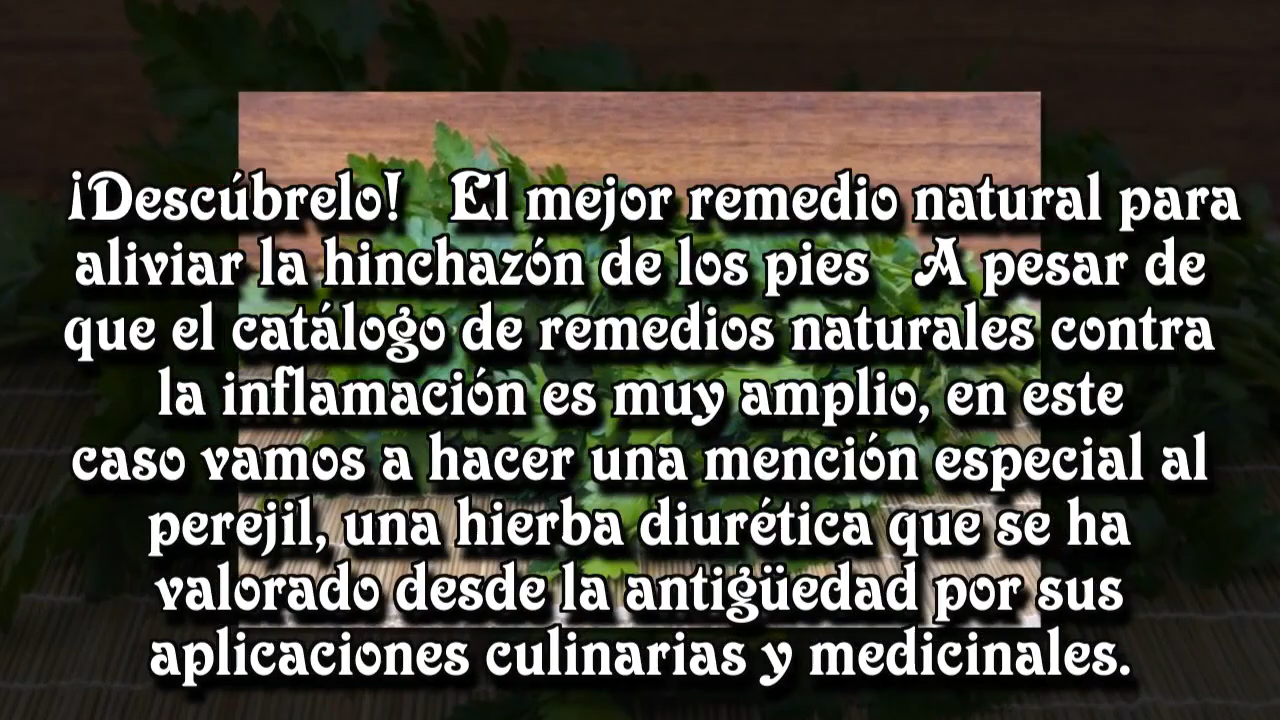 ¡Descúbrelo! El mejor remedio natural para
aliviar la hinchazón de los pies A pesar de
que el catálogo de remedios naturales contra
la inflamación es muy amplio, en este
caso vamos a hacer una mención especial al
perejil, una hierba diurética que se ha
valorado desde la antigüedad por sus
aplicaciones culinarias y medicinales.